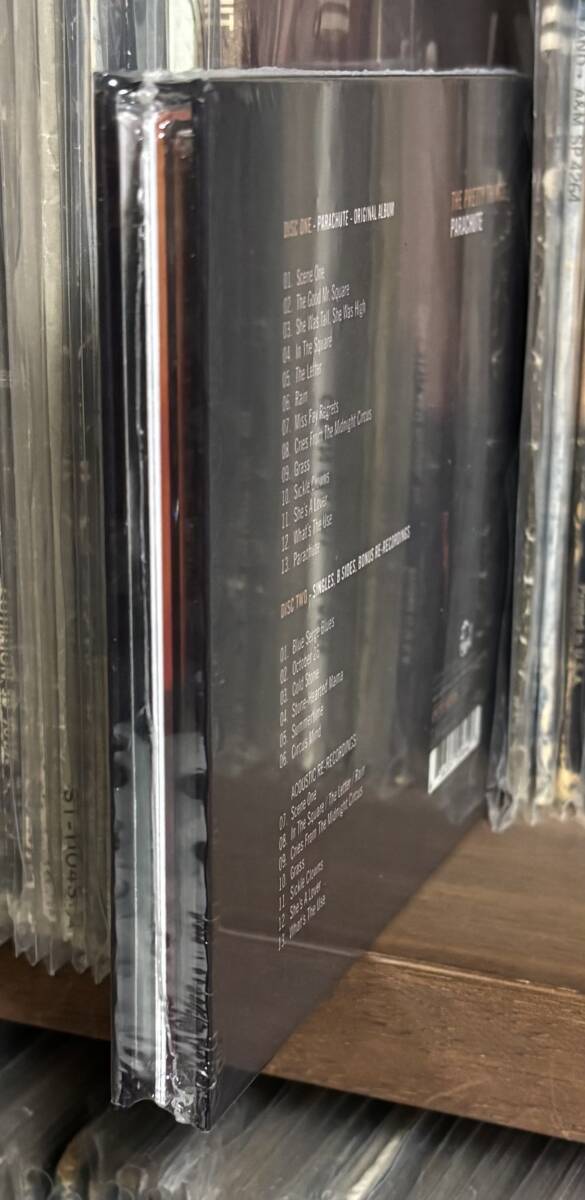 THE PRETTY
PARACHUTE
DISC ONE - PARACHUTE - ORIGINAL ALBUM
01. Scene One
02. The Good Mr. Square
03. She Was Tall, She Was High
04. In The Square
05. The Letter
06. Rain
07. Miss Fay Regrets
08. Cries From The Midnight Circus
09. Grass
10. Sickle Clowns
11. She's A Lover
12. What's The Use
13. Parachute
DISC TWO - SINGLES, B SIDES, BONUS RE-RECORDINGS
01. Blue Serge Blues
02. October 26
03. Cold Stone
04. Stone-Hearted Mama
05. Summertime
06. Circus Mind
ACOUSTIC RE-RECORDINGS
07. Scene One
08. In The Square / The Letter / Rain
09. Cries From The Midnight Circus
10. Grass
11. Sickle Clowns
12. She's A Lover
13. What's The Use